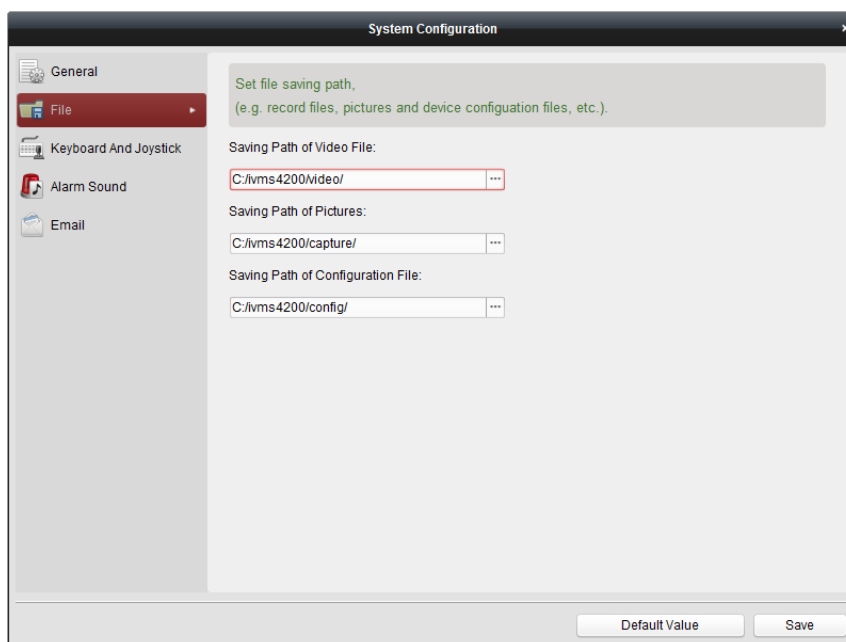 System Configuration
General
File
Keyboard And Joystick
Alarm Sound
Email
Set file saving path,
(e.g. record files, pictures and device configuation files, etc.).
Saving Path of Video File:
C:/ivms4200/video/
Saving Path of Pictures:
C:/ivms4200/capture/
Saving Path of Configuration File:
C:/ivms4200/config/
Default Value
Save